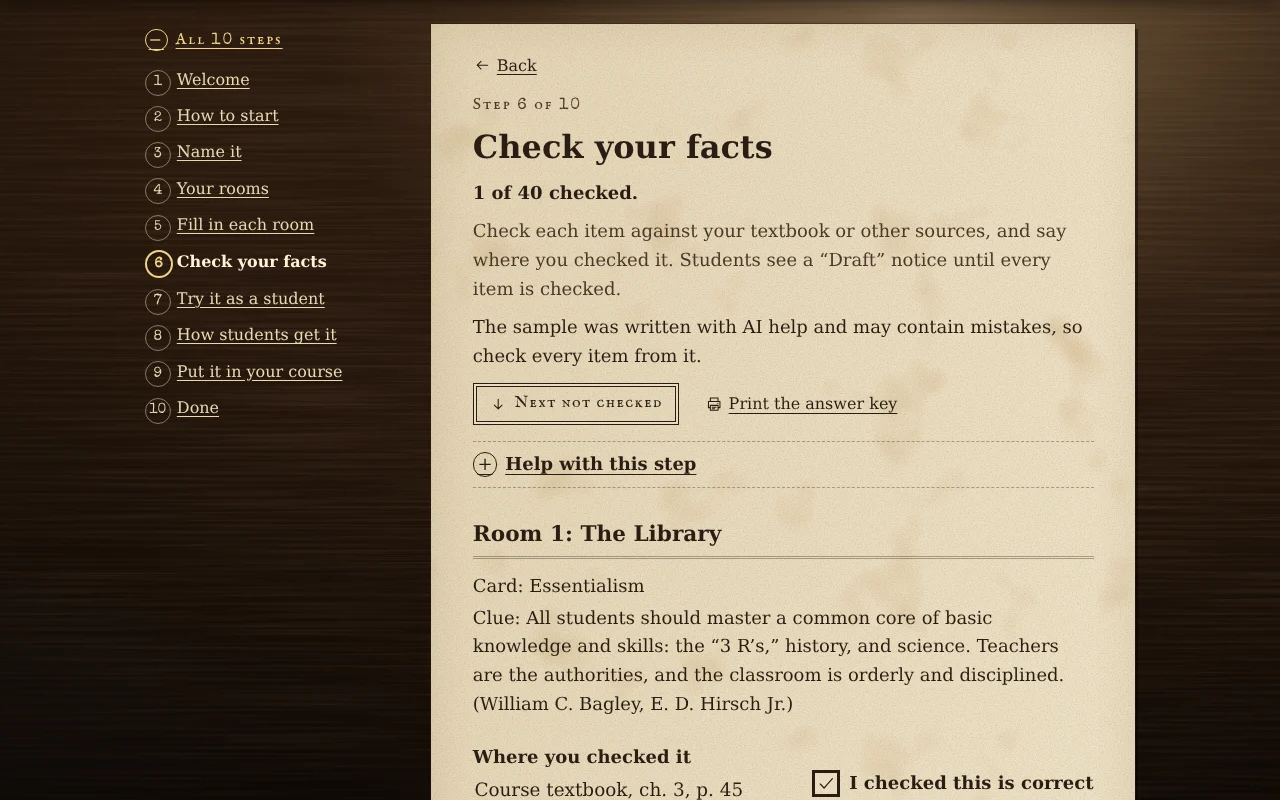 All 10 steps
1 Welcome
2 How to start
3 Name it
4 Your rooms
5 Fill in each room
6 Check your facts
7 Try it as a student
8 How students get it
9 Put it in your course
10 Done
← Back
Step 6 of 10
Check your facts
1 of 40 checked.
Check each item against your textbook or other sources, and say
where you checked it. Students see a “Draft” notice until every
item is checked.
The sample was written with AI help and may contain mistakes, so
check every item from it.
↓ Next not checked
Print the answer key
Help with this step
Room 1: The Library
Card: Essentialism
Clue: All students should master a common core of basic
knowledge and skills: the “3 R’s,” history, and science. Teachers
are the authorities, and the classroom is orderly and disciplined.
(William C. Bagley, E. D. Hirsch Jr.)
Where you checked it
Course textbook, ch. 3, p. 45
I checked this is correct